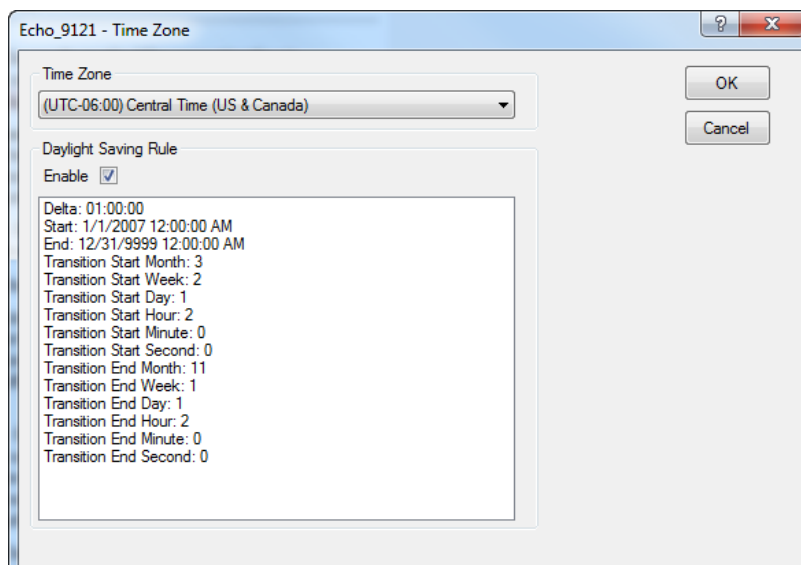 Echo_9121 - Time Zone
Time Zone
(UTC-06:00) Central Time (US & Canada)
OK
Cancel
Daylight Saving Rule
Enable
Delta: 01:00:00
Start: 1/1/2007 12:00:00 AM
End: 12/31/9999 12:00:00 AM
Transition Start Month: 3
Transition Start Week: 2
Transition Start Day: 1
Transition Start Hour: 2
Transition Start Minute: 0
Transition Start Second: 0
Transition End Month: 11
Transition End Week: 1
Transition End Day: 1
Transition End Hour: 2
Transition End Minute: 0
Transition End Second: 0